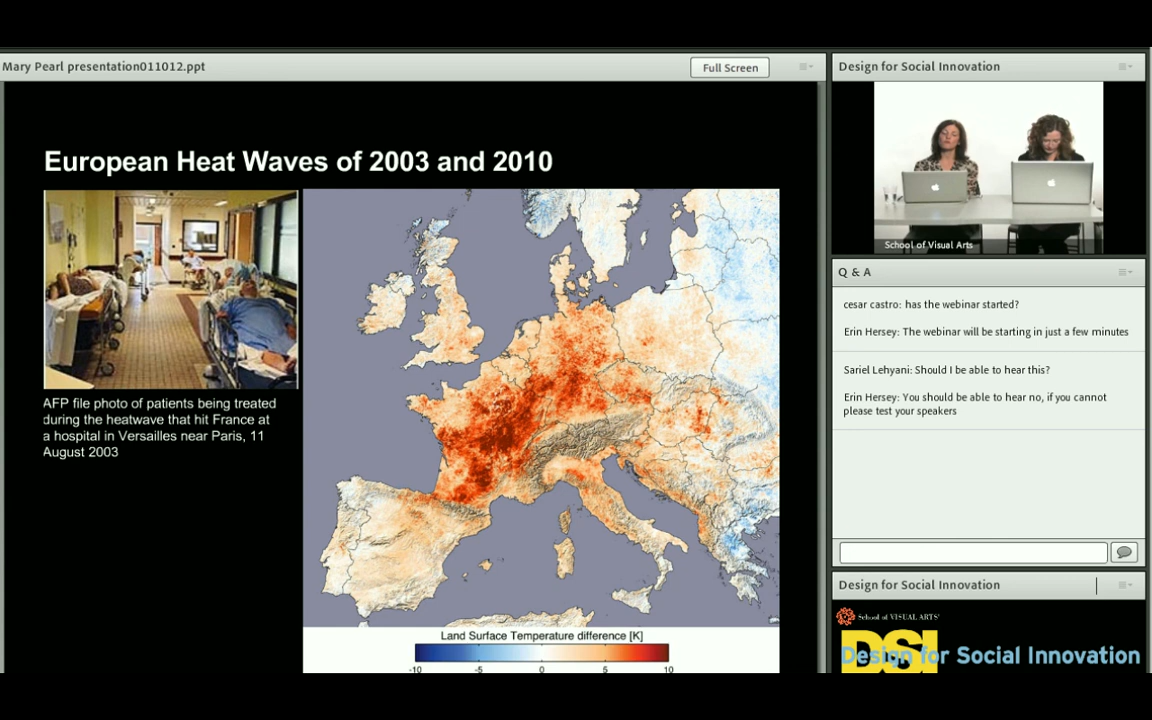 Mary Pearl presentation011012.ppt
Full Screen
European Heat Waves of 2003 and 2010
AFP file photo of patients being treated
during the heatwave that hit France at
a hospital in Versailles near Paris, 11
August 2003
Land Surface Temperature difference [K]
-10 -5 0 5 10
Design for Social Innovation
School of Visual Arts
Q & A
cesar castro: has the webinar started?
Erin Hersey: The webinar will be starting in just a few minutes
Sariel Lehyani: Should I be able to hear this?
Erin Hersey: You should be able to hear no, if you cannot
please test your speakers
Design for Social Innovation
School of VISUAL ARTS
DSI
Design for Social Innovation